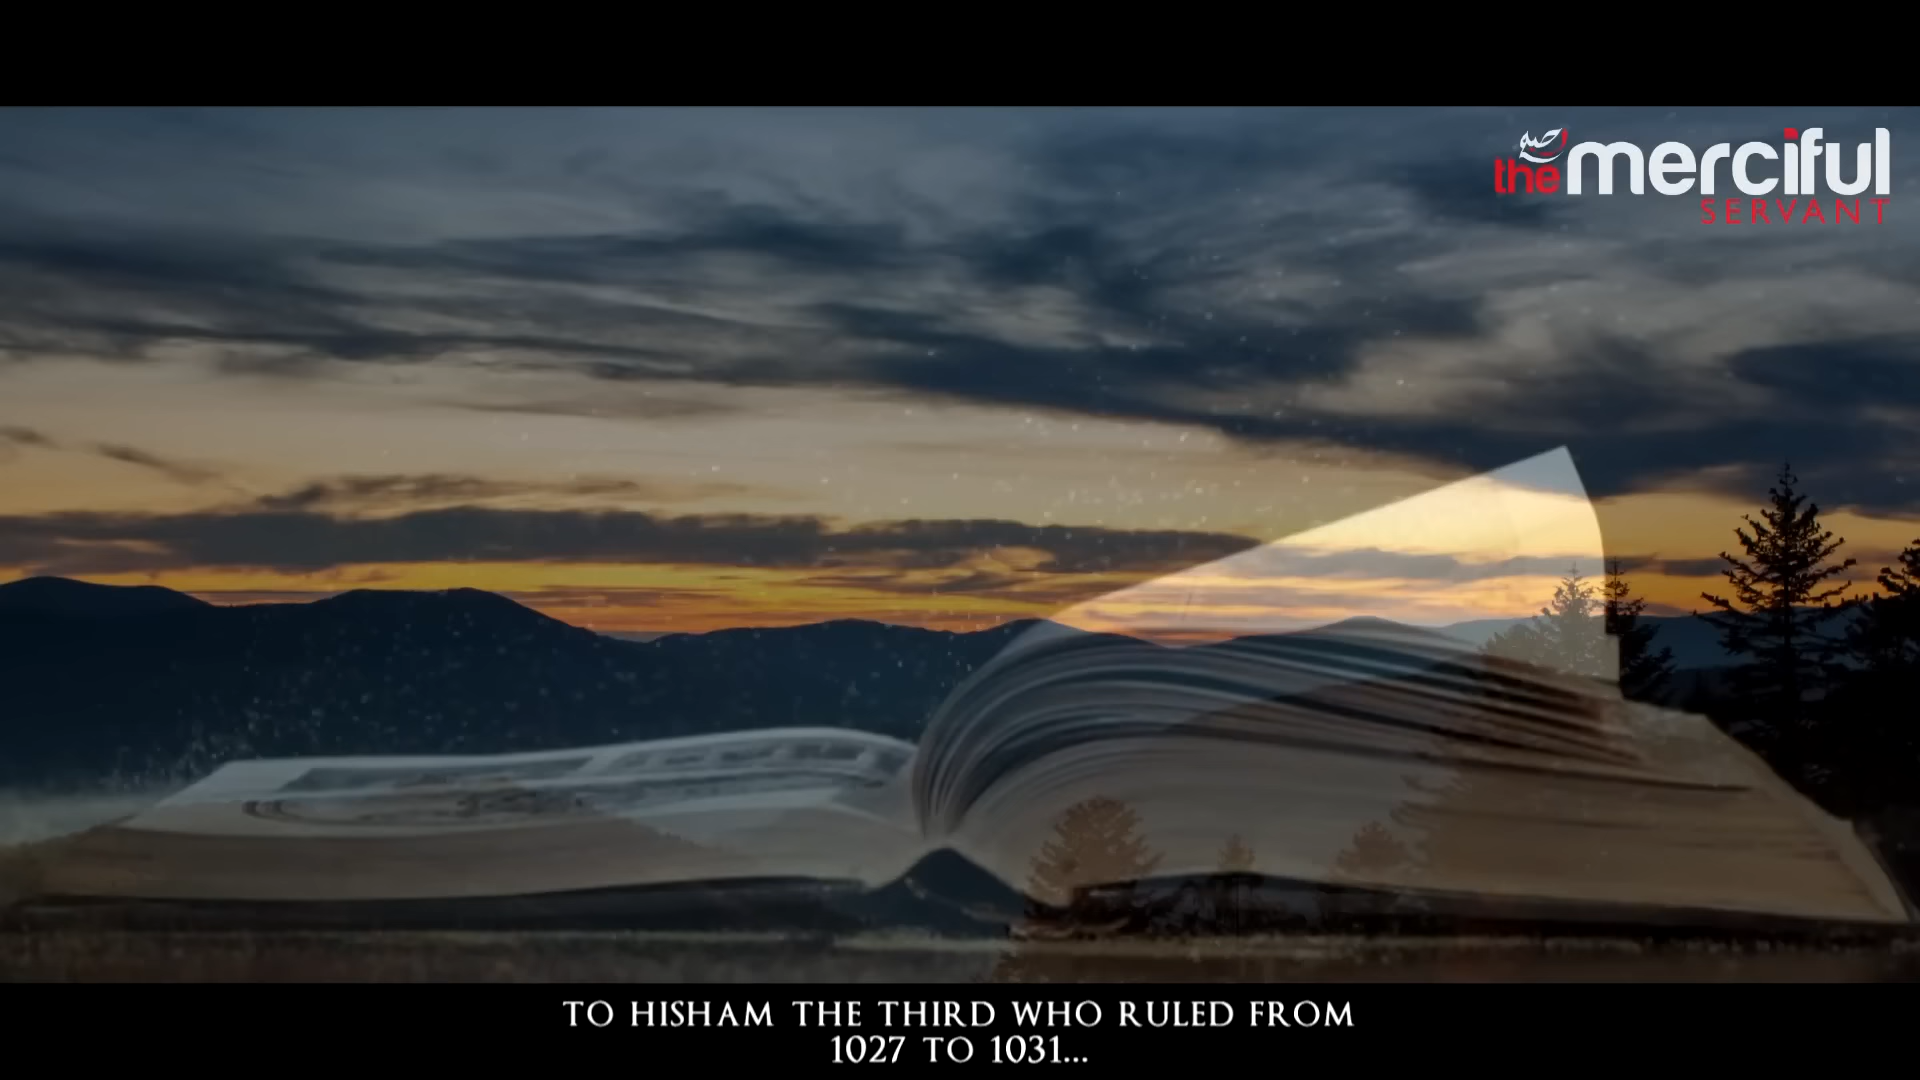 the merciful
SERVANT
TO HISHAM THE THIRD WHO RULED FROM
1027 TO 1031...